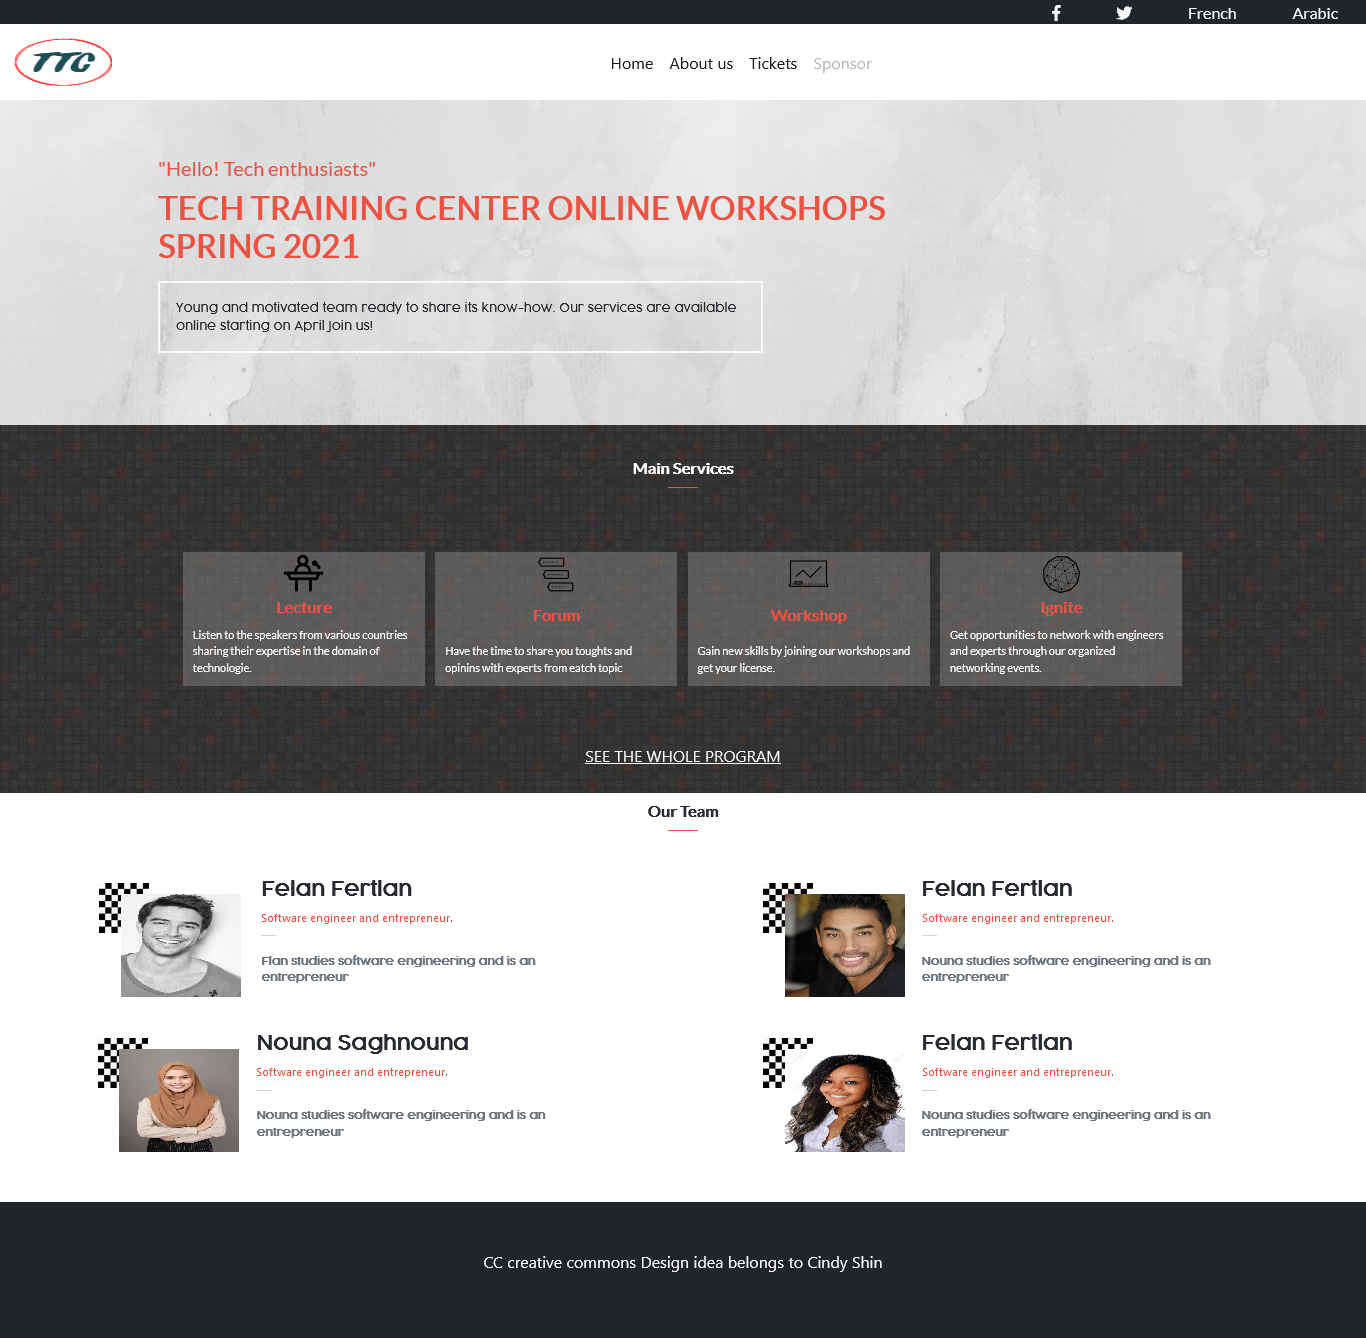 French
Arabic
TTC
Home
About us
Tickets
Sponsor
"Hello! Tech enthusiasts"
TECH TRAINING CENTER ONLINE WORKSHOPS
SPRING 2021
Young and motivated team ready to share its know-how. Our services are available
online starting on April join us!
Main Services
Lecture
Listen to the speakers from various countries
sharing their expertise in the domain of
technologie.
Forum
Have the time to share you toughts and
opinins with experts from eatch topic
Workshop
Gain new skills by joining our workshops and
get your license.
Ignite
Get opportunities to network with engineers
and experts through our organized
networking events.
SEE THE WHOLE PROGRAM
Our Team
Felan Fertlan
Software engineer and entrepreneur.
Flan studies software engineering and is an
entrepreneur
Felan Fertlan
Software engineer and entrepreneur.
Nouna studies software engineering and is an
entrepreneur
Nouna Saghnouna
Software engineer and entrepreneur.
Nouna studies software engineering and is an
entrepreneur
Felan Fertlan
Software engineer and entrepreneur.
Nouna studies software engineering and is an
entrepreneur
CC creative commons Design idea belongs to Cindy Shin